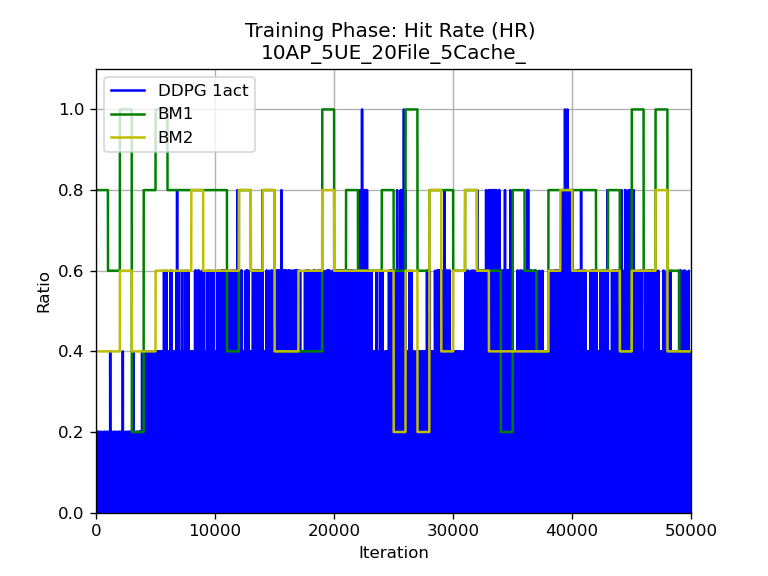 Training Phase: Hit Rate (HR)
10AP_5UE_20File_5Cache_
DDPG 1act
BM1
BM2
Ratio
1.0
0.8
0.6
0.4
0.2
0.0
0 10000 20000 30000 40000 50000
Iteration